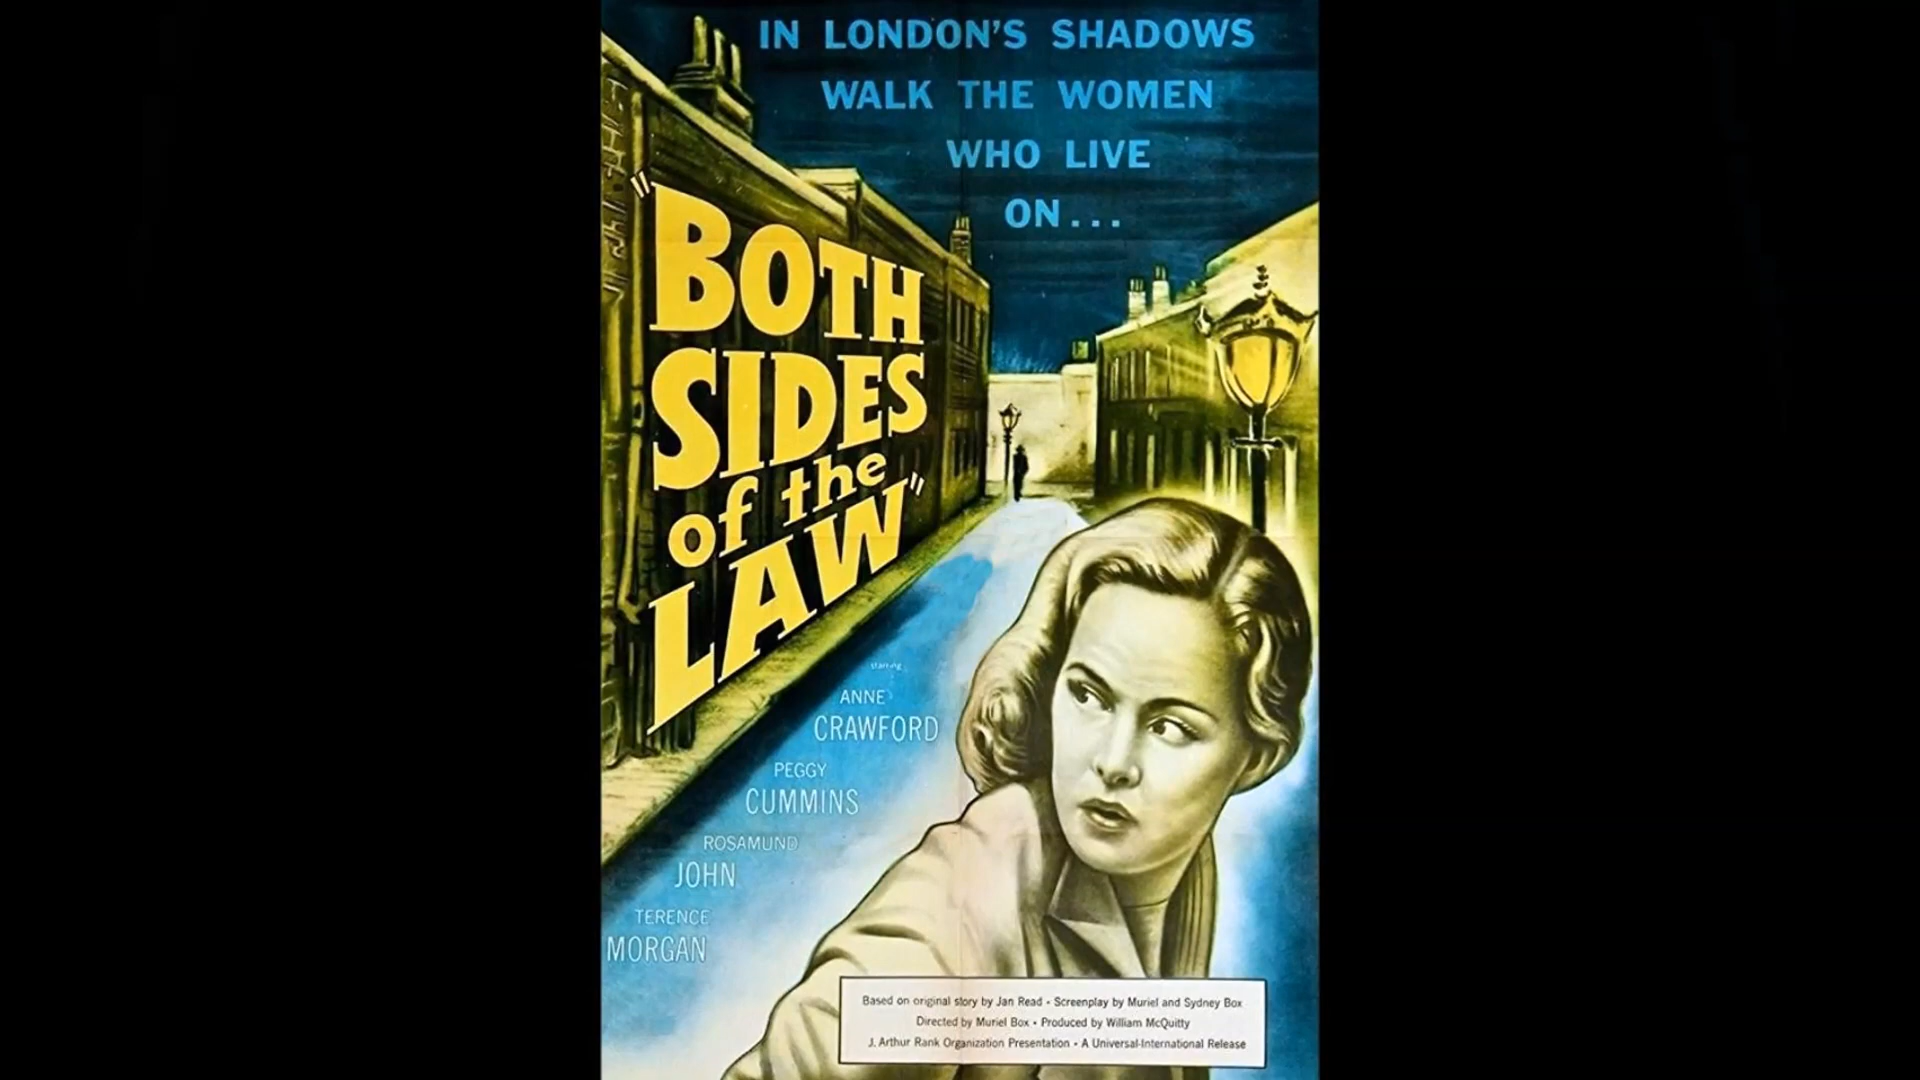 IN LONDON'S SHADOWS
WALK THE WOMEN
WHO LIVE
ON...
"BOTH
SIDES
of the
LAW"
starring
ANNE
CRAWFORD
PEGGY
CUMMINS
ROSAMUND
JOHN
TERENCE
MORGAN
Based on original story by Jan Read • Screenplay by Muriel and Sydney Box
Directed by Muriel Box • Produced by William McQuitty
J. Arthur Rank Organization Presentation • A Universal-International Release